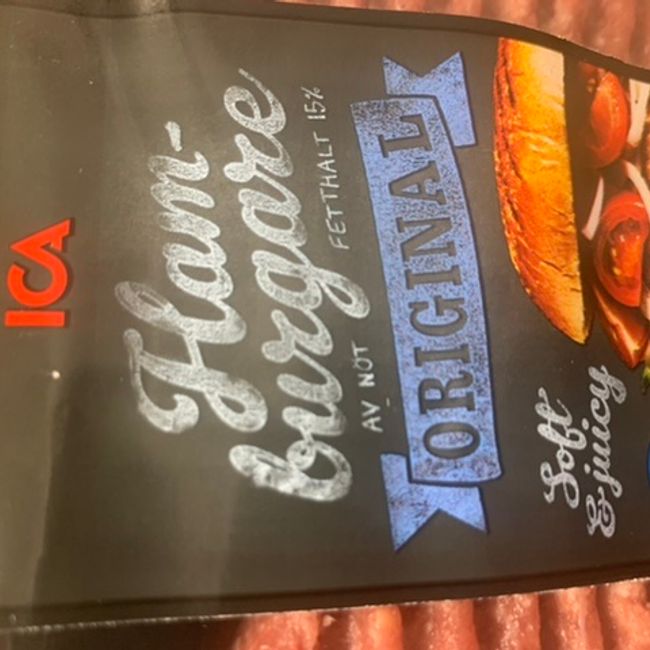 ICA
Ham-
burgare
AV NÖT FETTHALT 15%
ORIGINAL
Soft
& juicy